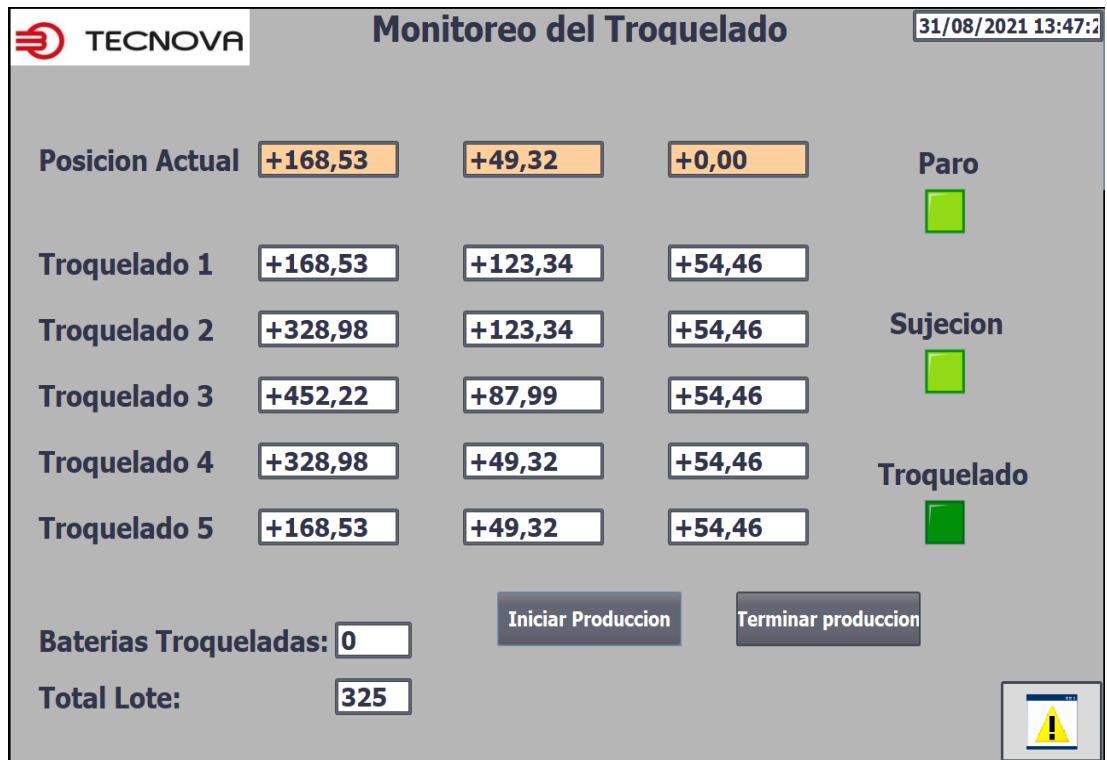 TECNOVA
Monitoreo del Troquelado
31/08/2021 13:47:2
Posicion Actual +168,53 +49,32 +0,00
Paro
Troquelado 1 +168,53 +123,34 +54,46
Troquelado 2 +328,98 +123,34 +54,46
Sujecion
Troquelado 3 +452,22 +87,99 +54,46
Troquelado 4 +328,98 +49,32 +54,46
Troquelado
Troquelado 5 +168,53 +49,32 +54,46
Iniciar Produccion
Terminar produccion
Baterias Troqueladas: 0
Total Lote: 325